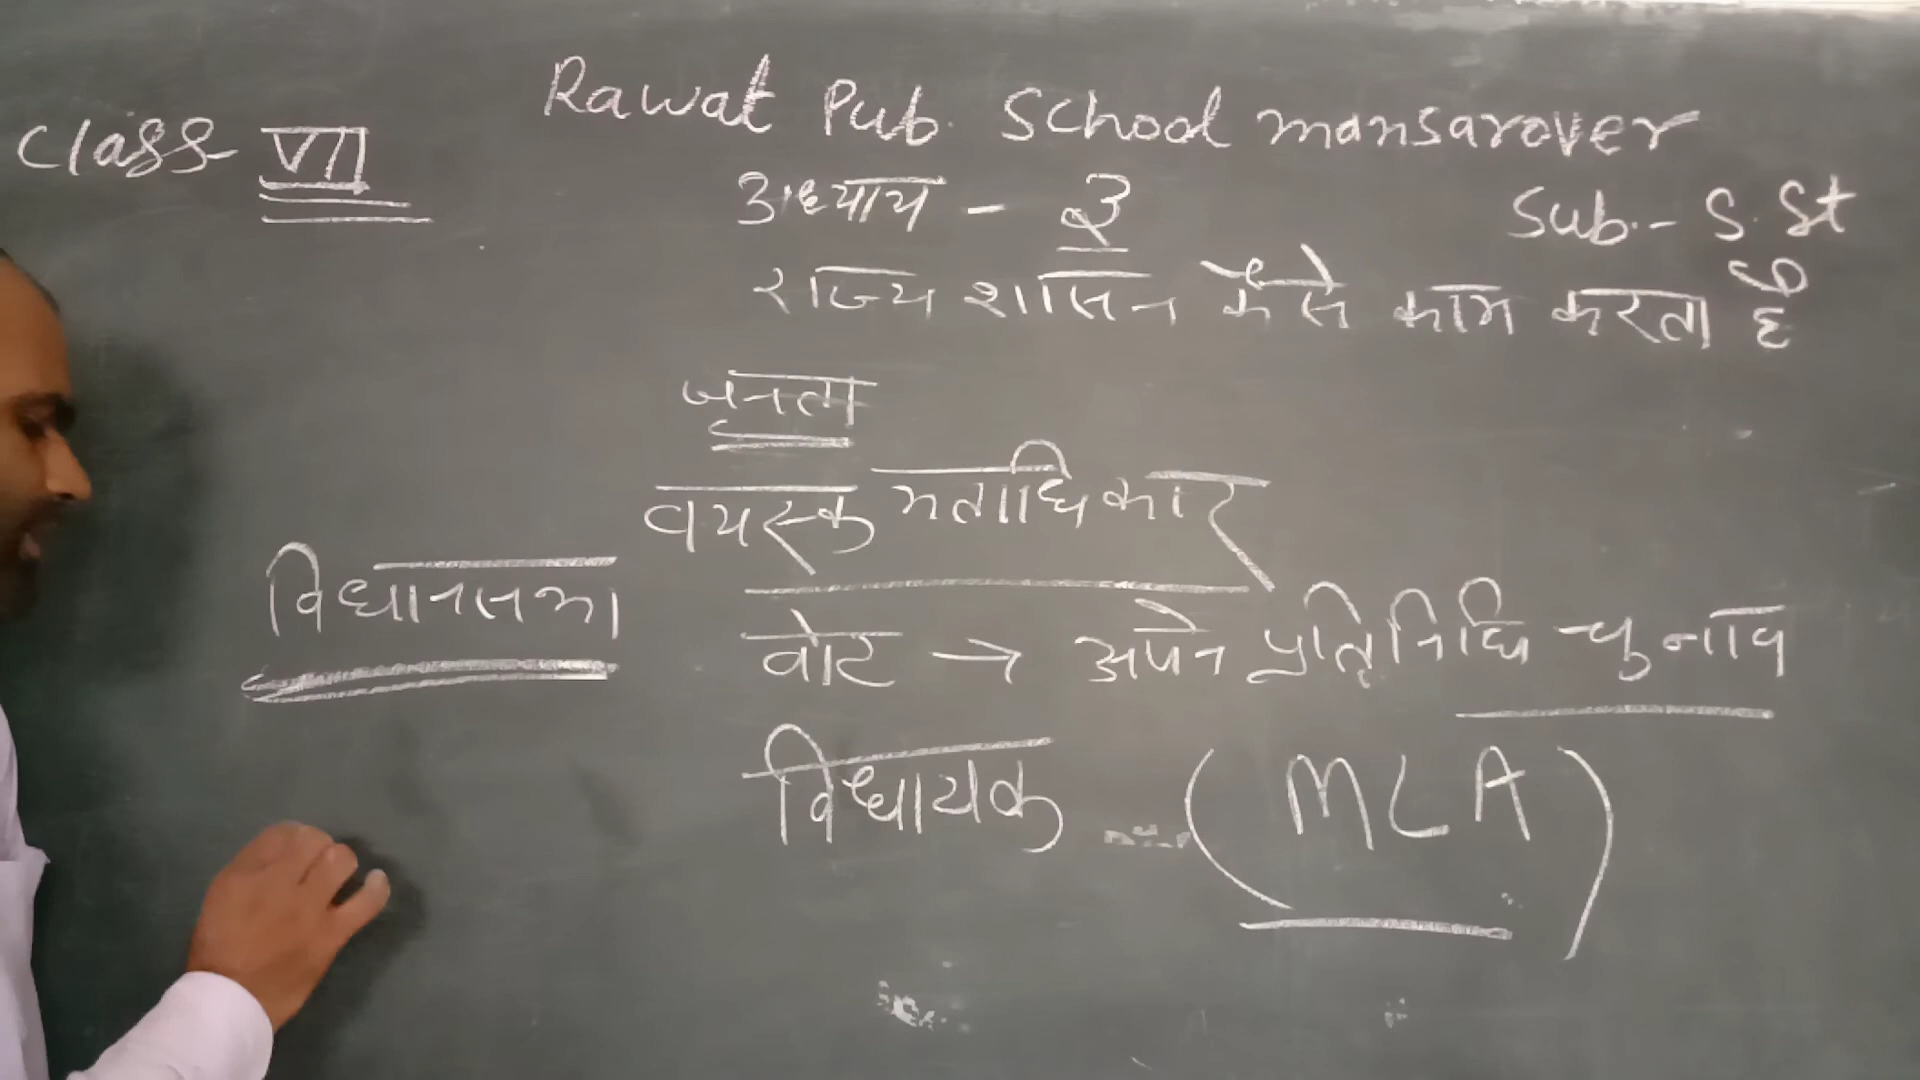 Rawat Pub. School mansarover
Class VII
अध्याय - 3
Sub.- S.St
राज्य शासन कैसे काम करता है
जनता
वयस्क मताधिकार
विधानसभा
वोट → अपने प्रतिनिधि चुनाव
विधायक (MLA)